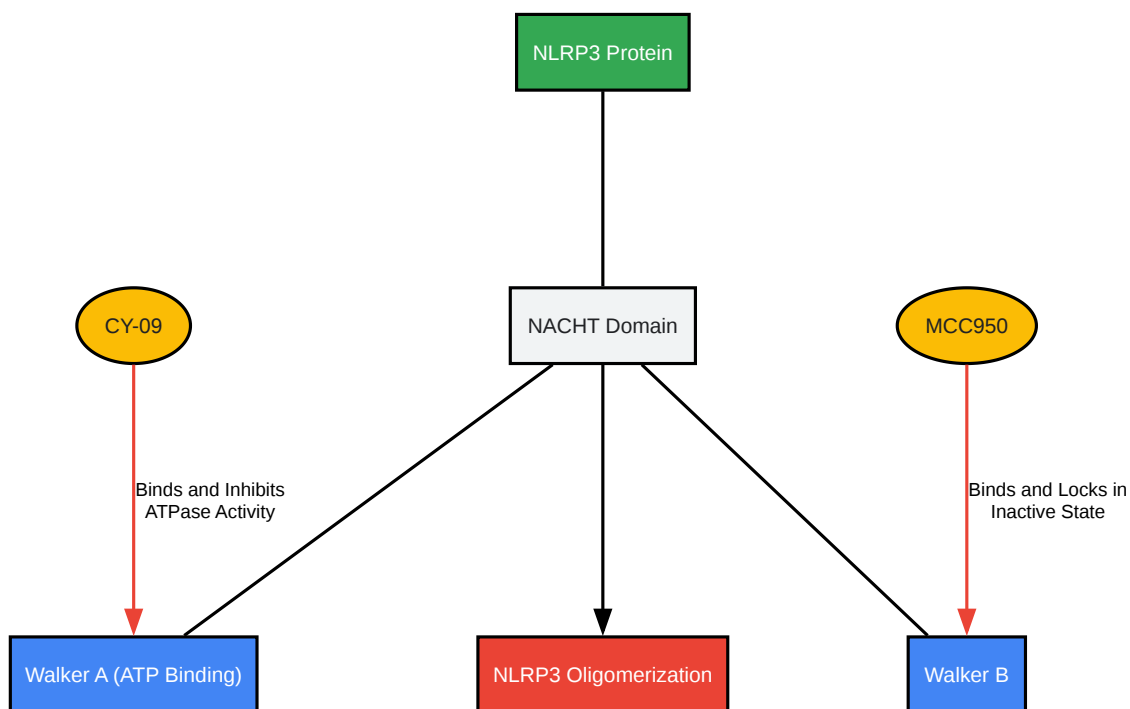 NLRP3 Protein
CY-09
NACHT Domain
MCC950
Binds and Inhibits
ATPase Activity
Binds and Locks in
Inactive State
Walker A (ATP Binding)
NLRP3 Oligomerization
Walker B